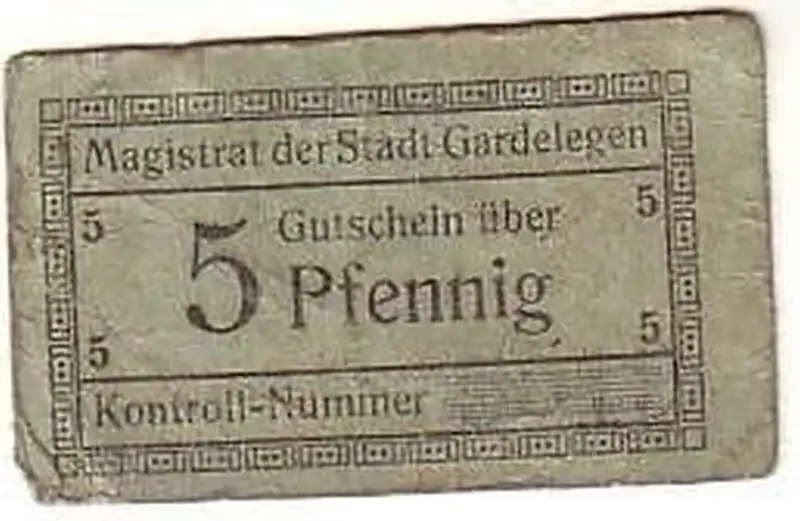 Magistrat der Stadt Gardelegen
5 5
5 Gutschein über
Pfennig
5 5
Kontroll-Nummer